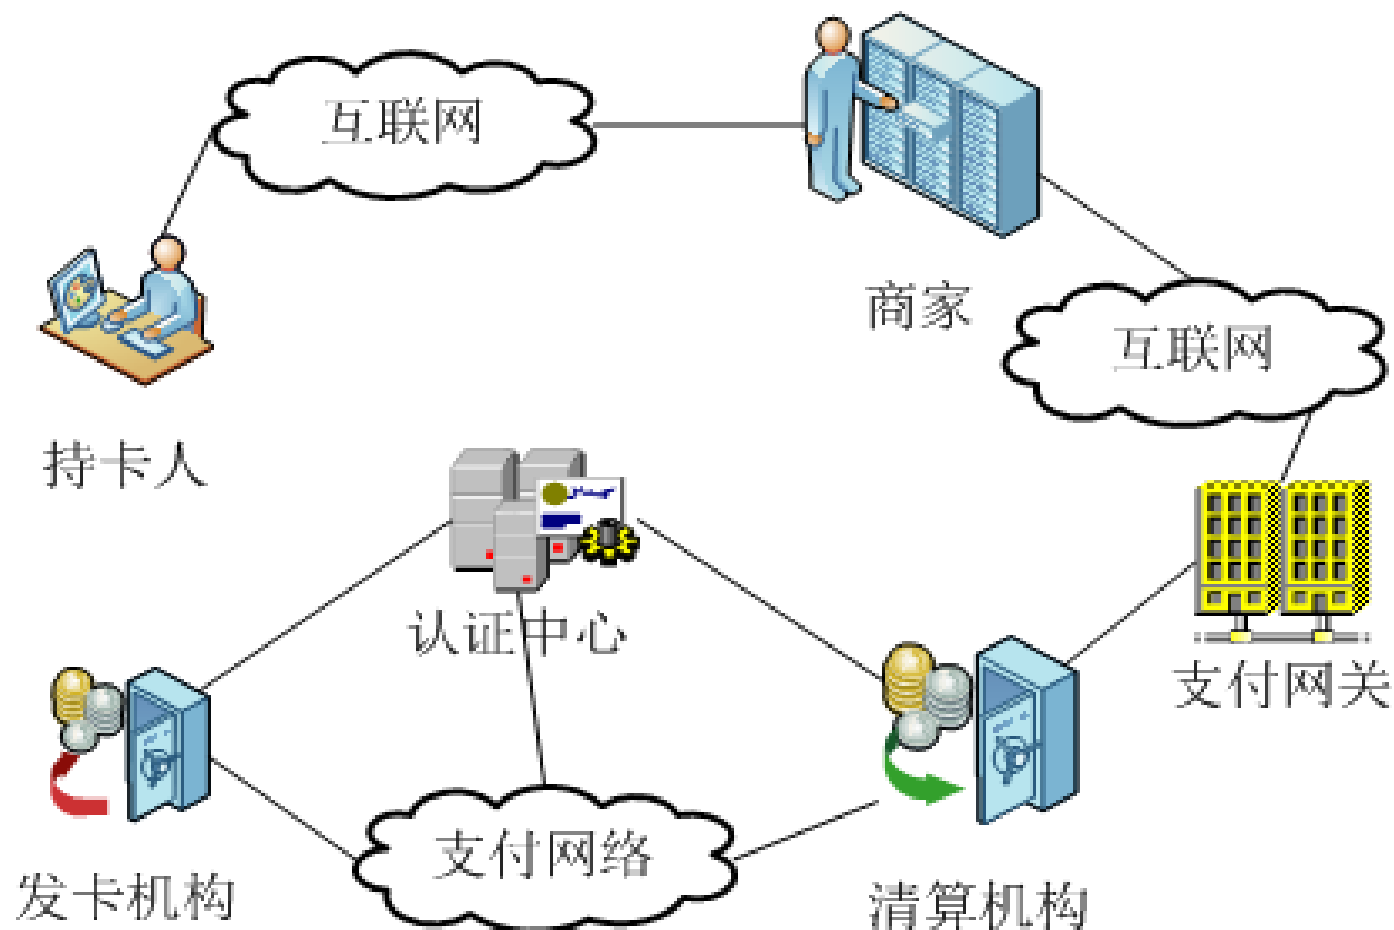 互联网
商家
互联网
持卡人
认证中心
支付网关
支付网络
发卡机构
清算机构